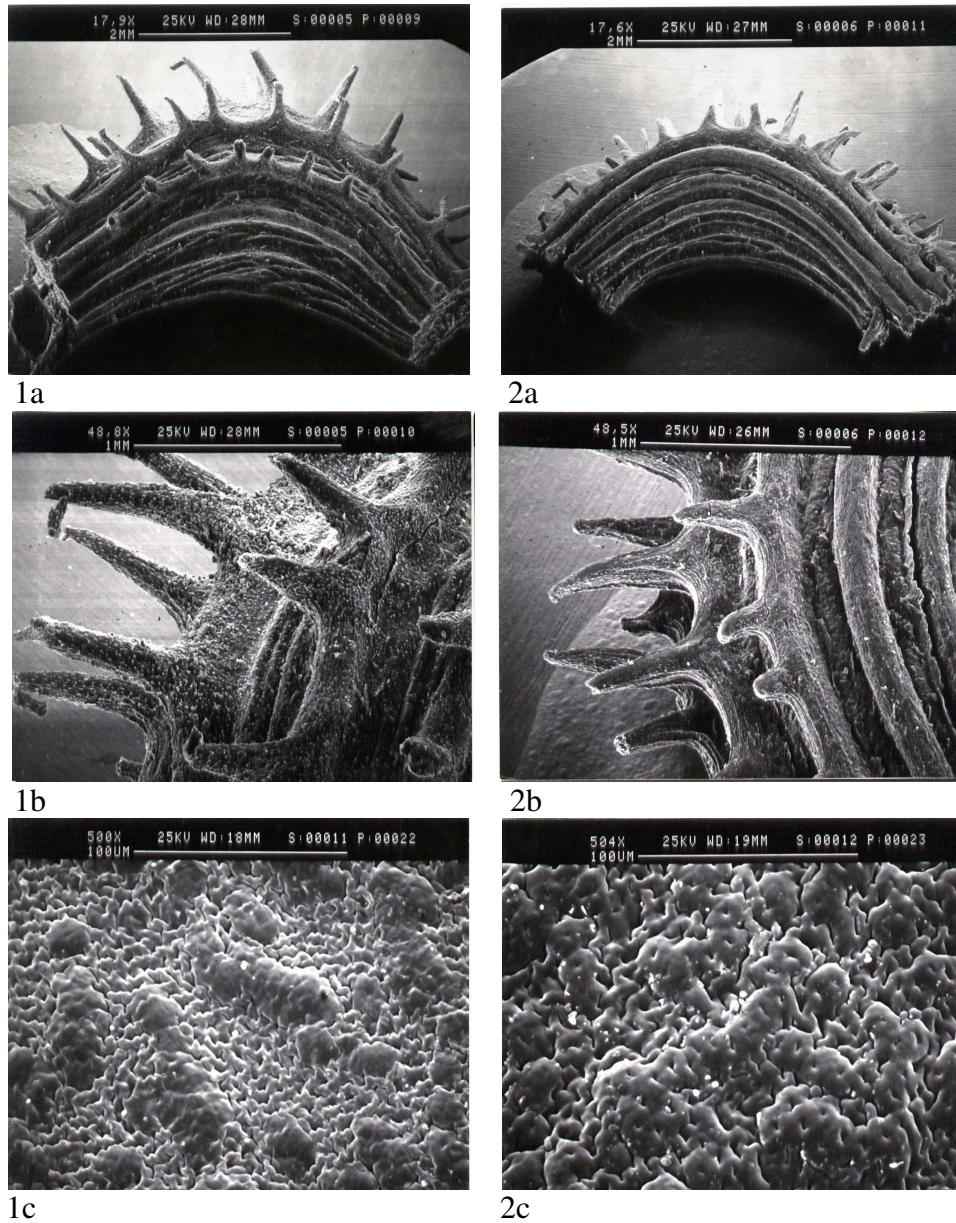 17,9X 25KV WD:28MM S:00005 P:00009
2MM
17,6X 25KV WD:27MM S:00006 P:00011
2MM
1a
2a
48,8X 25KV WD:28MM S:00005 P:00010
1MM
48,5X 25KV WD:26MM S:00006 P:00012
1MM
1b
2b
500X 25KV WD:18MM S:00011 P:00022
100UM
504X 25KV WD:19MM S:00012 P:00023
100UM
1c
2c